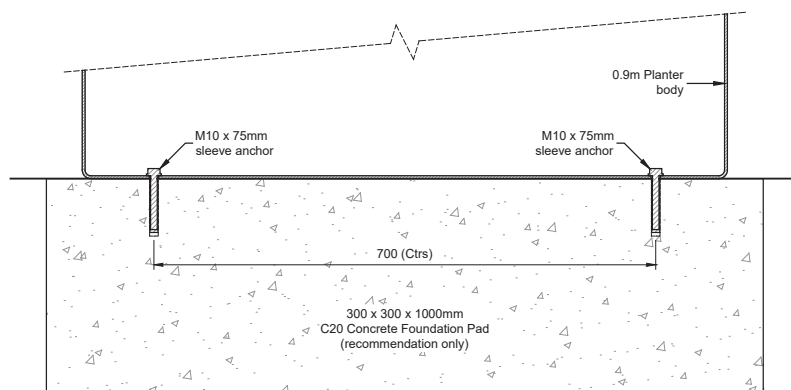 0.9m Planter
body
M10 x 75mm
sleeve anchor
M10 x 75mm
sleeve anchor
700 (Ctrs)
300 x 300 x 1000mm
C20 Concrete Foundation Pad
(recommendation only)